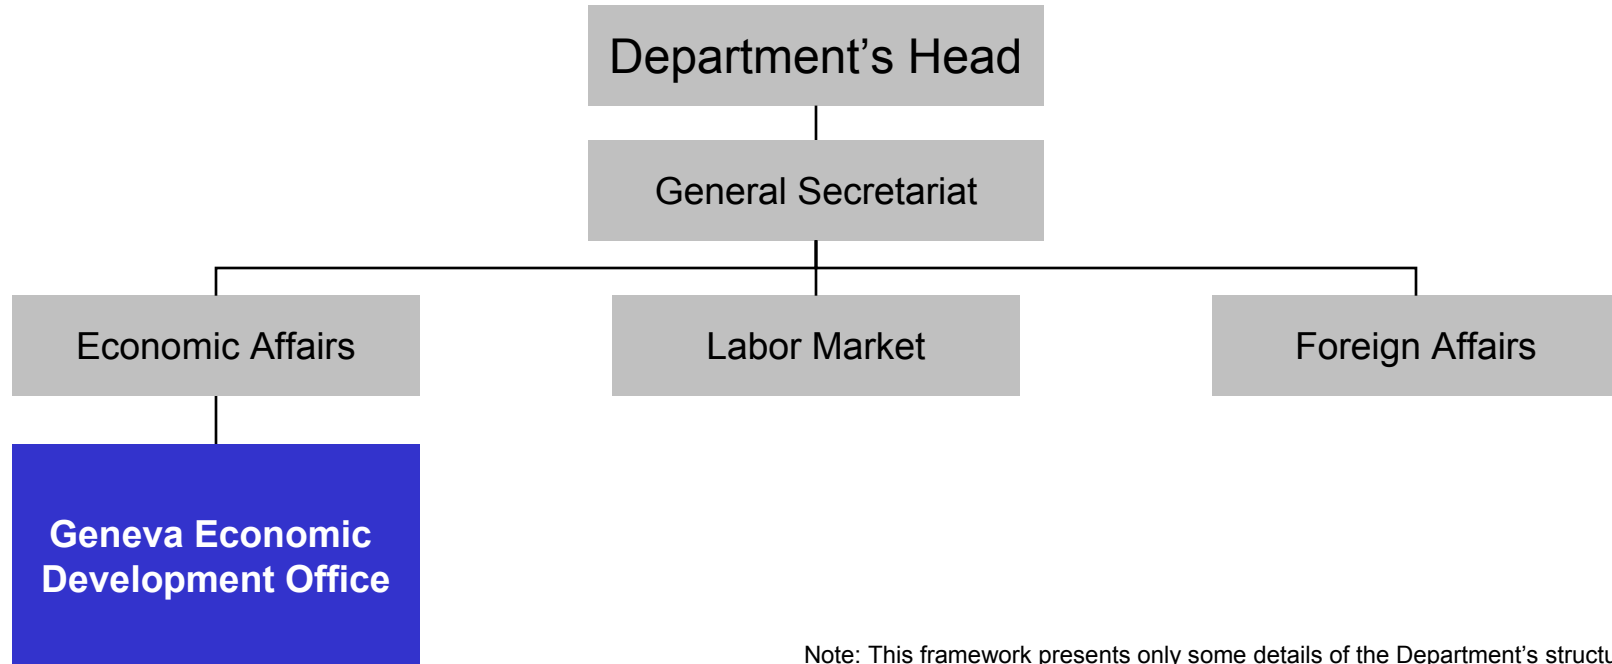 Department’s Head
General Secretariat
Economic Affairs
Labor Market
Foreign Affairs
Geneva Economic
Development Office
Note: This framework presents only some details of the Department’s